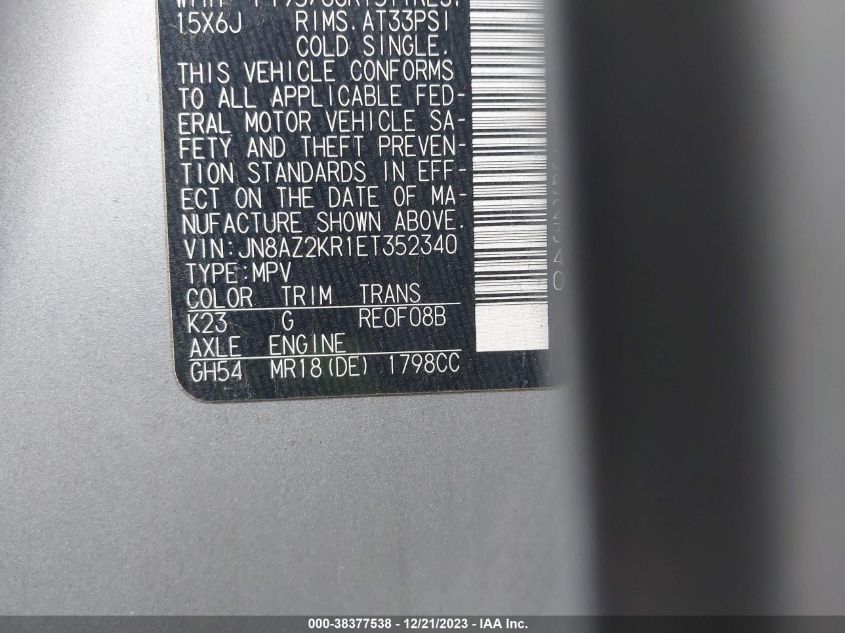 15X6J RIMS. AT33PSI
COLD SINGLE.
THIS VEHICLE CONFORMS
TO ALL APPLICABLE FED-
ERAL MOTOR VEHICLE SA-
FETY AND THEFT PREVEN-
TION STANDARDS IN EFF-
ECT ON THE DATE OF MA-
NUFACTURE SHOWN ABOVE.
VIN:JN8AZ2KR1ET352340
TYPE:MPV
COLOR TRIM TRANS
K23 G RE0F08B
AXLE ENGINE
GH54 MR18(DE) 1798CC
000-38377538 - 12/21/2023 - IAA Inc.